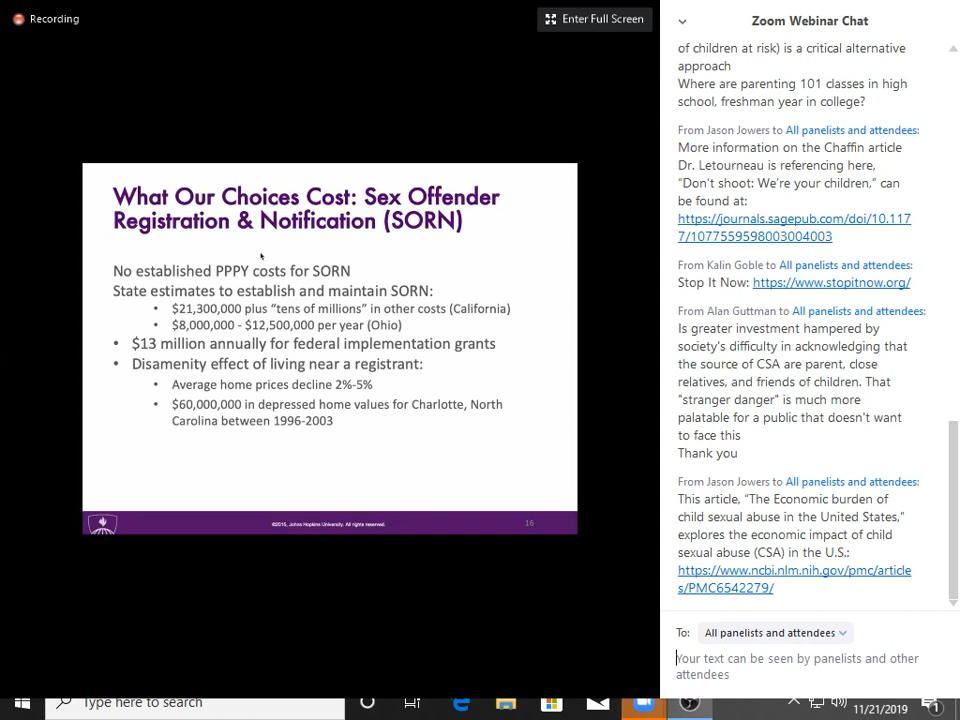 Recording
Enter Full Screen
What Our Choices Cost: Sex Offender
Registration & Notification (SORN)
No established PPPY costs for SORN
State estimates to establish and maintain SORN:
• $21,300,000 plus “tens of millions” in other costs (California)
• $8,000,000 - $12,500,000 per year (Ohio)
• $13 million annually for federal implementation grants
• Disamenity effect of living near a registrant:
• Average home prices decline 2%-5%
• $60,000,000 in depressed home values for Charlotte, North
Carolina between 1996-2003
©2015, Johns Hopkins University. All rights reserved.
16
Zoom Webinar Chat
of children at risk) is a critical alternative
approach
Where are parenting 101 classes in high
school, freshman year in college?
From Jason Jowers to All panelists and attendees:
More information on the Chaffin article
Dr. Letourneau is referencing here,
“Don’t shoot: We’re your children,” can
be found at:
https://journals.sagepub.com/doi/10.117
7/1077559598003004003
From Kalin Goble to All panelists and attendees:
Stop It Now: https://www.stopitnow.org/
From Alan Guttman to All panelists and attendees:
Is greater investment hampered by
society’s difficulty in acknowledging that
the source of CSA are parent, close
relatives, and friends of children. That
"stranger danger" is much more
palatable for a public that doesn't want
to face this
Thank you
From Jason Jowers to All panelists and attendees:
This article, “The Economic burden of
child sexual abuse in the United States,”
explores the economic impact of child
sexual abuse (CSA) in the U.S.:
https://www.ncbi.nlm.nih.gov/pmc/article
s/PMC6542279/
To: All panelists and attendees
Your text can be seen by panelists and other
attendees
Type here to search
11/21/2019
1